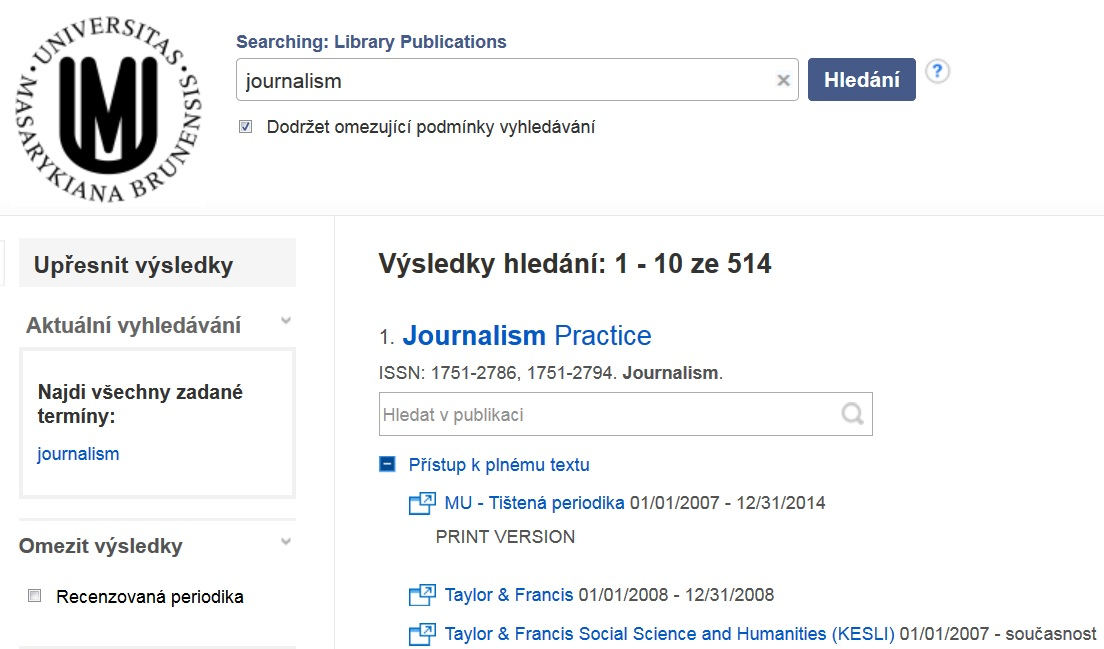 UNIVERSITAS · MASARYKIANA BRUNENSIS ·
MU
Searching: Library Publications
journalism
Hledání
?
Dodržet omezující podmínky vyhledávání
Upřesnit výsledky
Aktuální vyhledávání
Najdi všechny zadané
termíny:
journalism
Omezit výsledky
Recenzovaná periodika
Výsledky hledání: 1 - 10 ze 514
1. Journalism Practice
ISSN: 1751-2786, 1751-2794. Journalism.
Hledat v publikaci
Přístup k plnému textu
MU - Tištená periodika 01/01/2007 - 12/31/2014
PRINT VERSION
Taylor & Francis 01/01/2008 - 12/31/2008
Taylor & Francis Social Science and Humanities (KESLI) 01/01/2007 - současnost